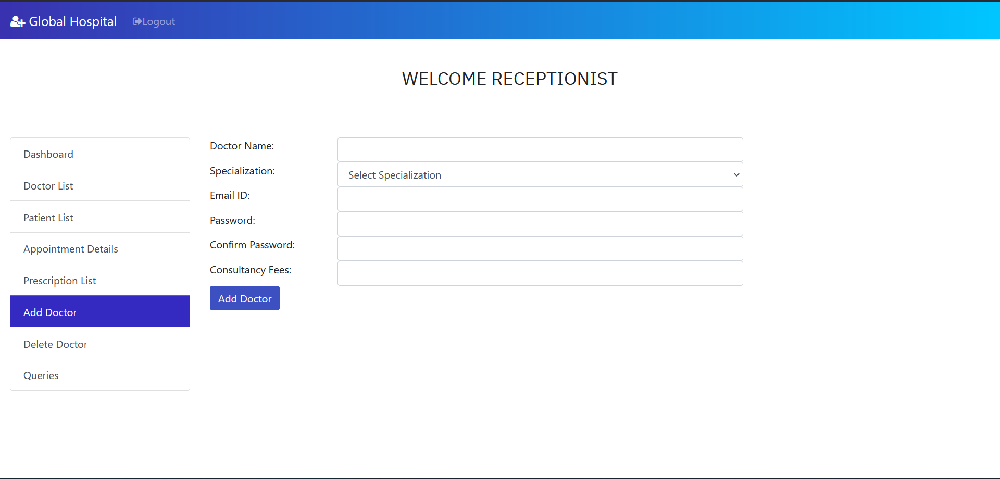 Global Hospital Logout
WELCOME RECEPTIONIST
Dashboard
Doctor List
Patient List
Appointment Details
Prescription List
Add Doctor
Delete Doctor
Queries
Doctor Name:
Specialization: Select Specialization
Email ID:
Password:
Confirm Password:
Consultancy Fees:
Add Doctor